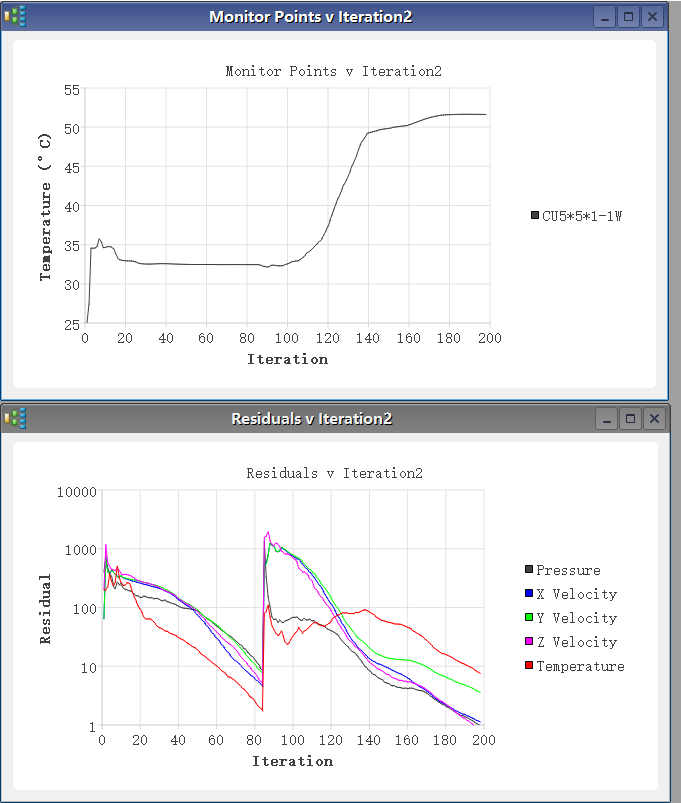 Monitor Points v Iteration2
Monitor Points v Iteration2
55
50
45
40
35
30
25
Temperature (°C)
0 20 40 60 80 100 120 140 160 180 200
Iteration
CU5*5*1-1W
Residuals v Iteration2
Residuals v Iteration2
10000
1000
100
10
1
Residual
0 20 40 60 80 100 120 140 160 180 200
Iteration
Pressure
X Velocity
Y Velocity
Z Velocity
Temperature